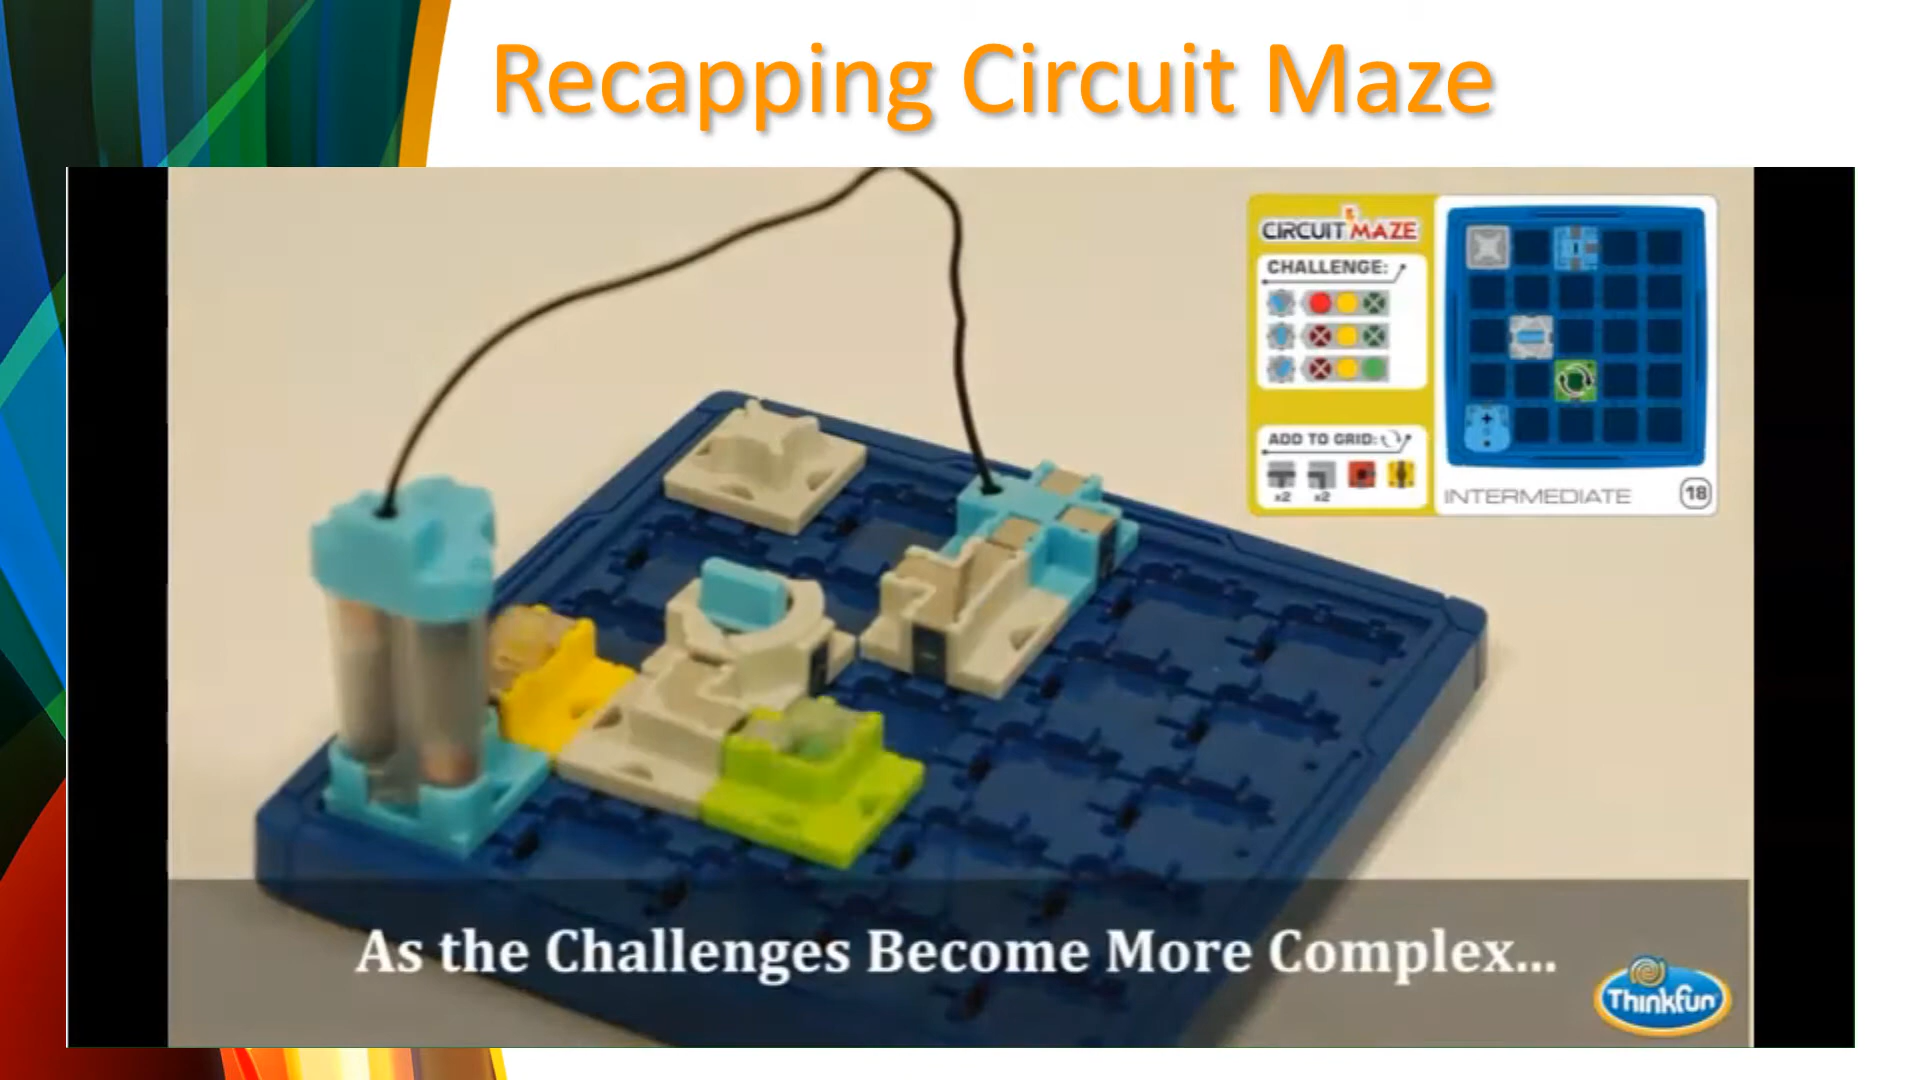 Recapping Circuit Maze
CIRCUIT MAZE
CHALLENGE:
ADD TO GRID:
x2 x2
INTERMEDIATE 18
As the Challenges Become More Complex...
ThinkFun